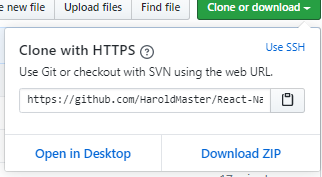 new file Upload files Find file Clone or download
Clone with HTTPS Use SSH
Use Git or checkout with SVN using the web URL.
https://github.com/HaroldMaster/React-Na
Open in Desktop Download ZIP